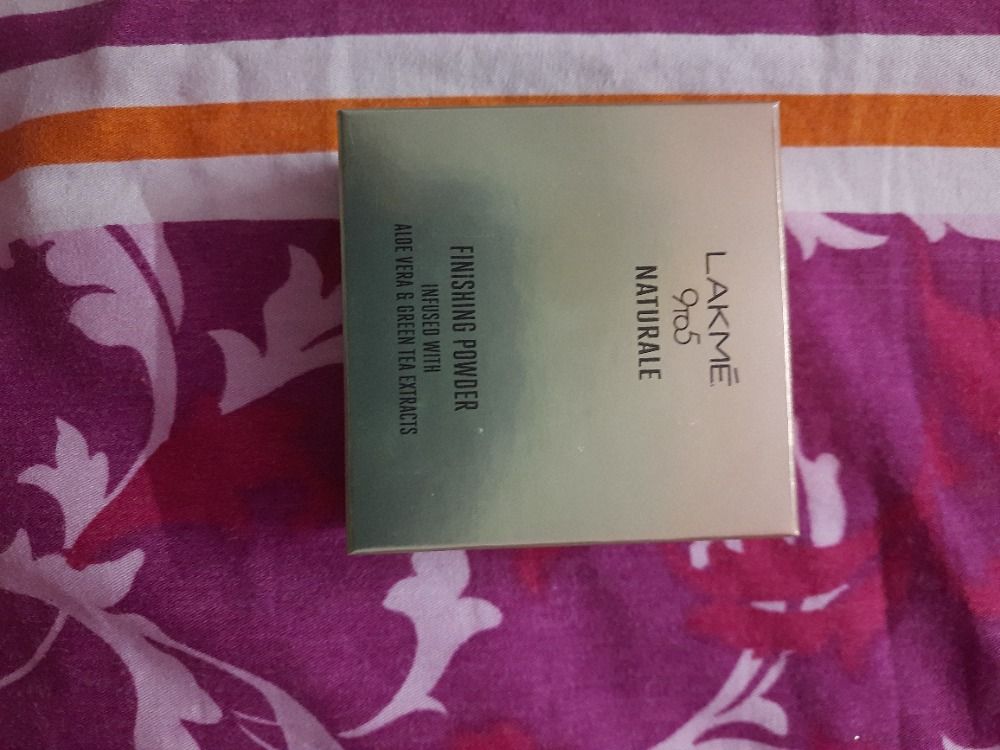 LAKMĒ
9TO5
NATURALE
FINISHING POWDER
INFUSED WITH
ALOE VERA & GREEN TEA EXTRACTS